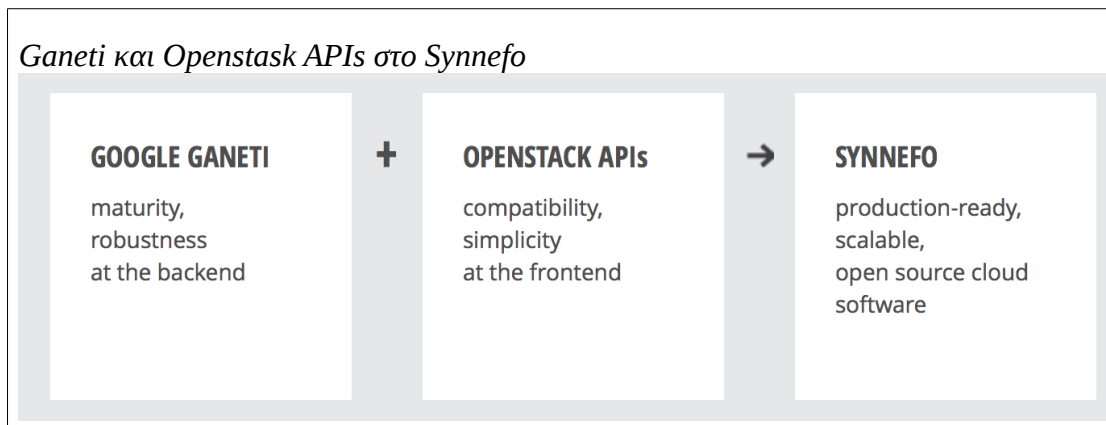 Ganeti και Openstask APIs στο Synnefo
GOOGLE GANETI
maturity,
robustness
at the backend
+
OPENSTACK APIs
compatibility,
simplicity
at the frontend
→
SYNNEFO
production-ready,
scalable,
open source cloud
software